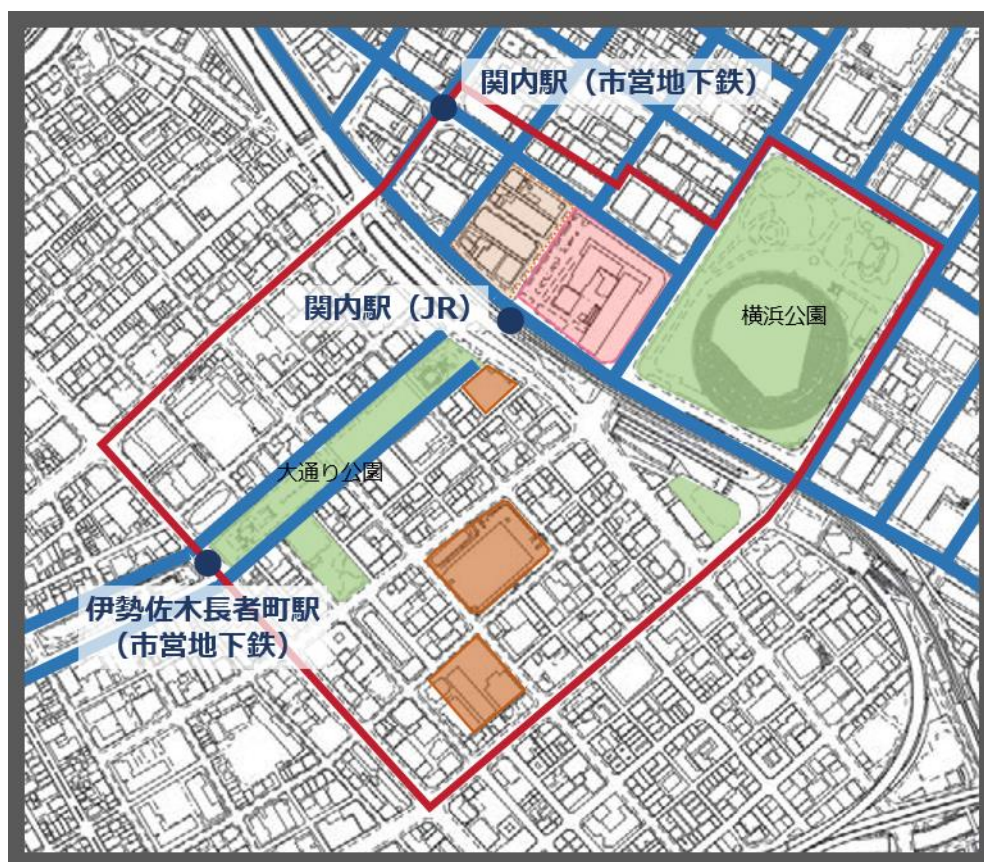 関内駅（市営地下鉄）
関内駅（JR）
横浜公園
大通り公園
伊勢佐木長者町駅
（市営地下鉄）